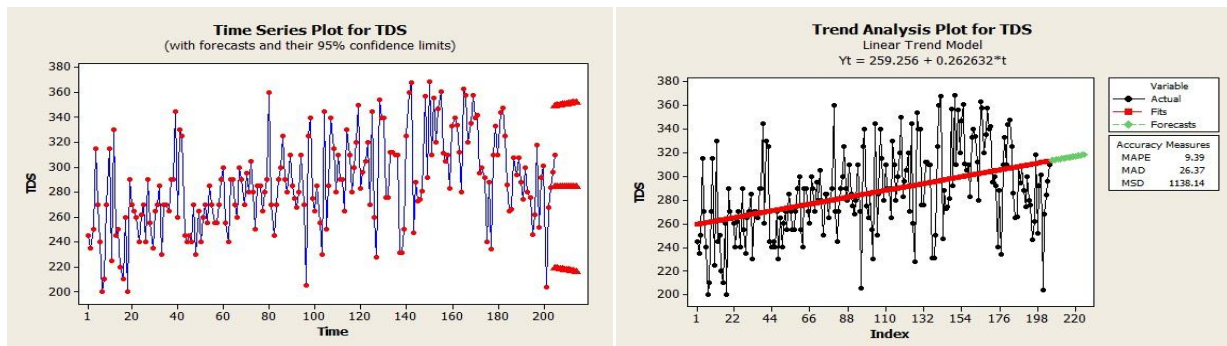 Time Series Plot for TDS
(with forecasts and their 95% confidence limits)
TDS
380
360
340
320
300
280
260
240
220
200
1 20 40 60 80 100 120 140 160 180 200
Time
Trend Analysis Plot for TDS
Linear Trend Model
Yt = 259.256 + 0.262632*t
TDS
380
360
340
320
300
280
260
240
220
200
1 22 44 66 88 110 132 154 176 198 220
Index
Variable
Actual
Fits
Forecasts
Accuracy Measures
MAPE 9.39
MAD 26.37
MSD 1138.14